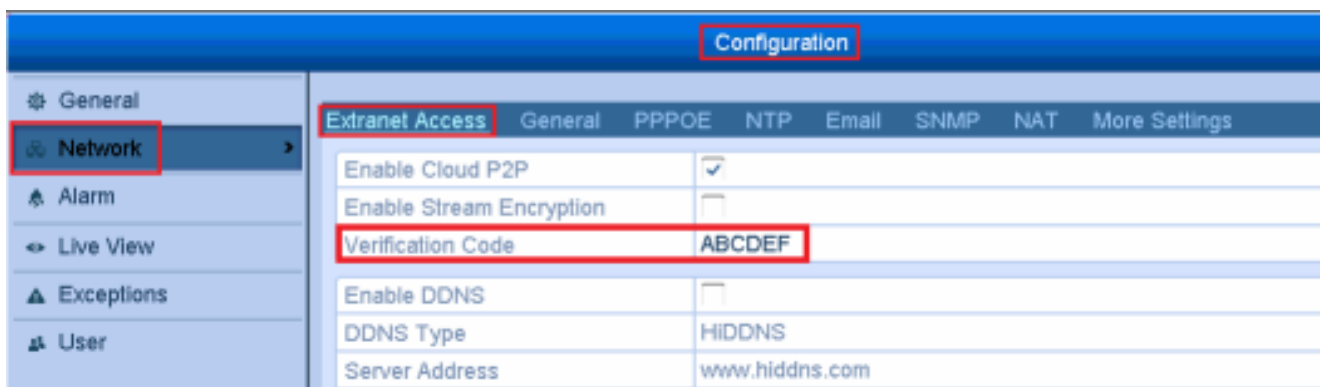 Configuration
General
Network
Alarm
Live View
Exceptions
User
Extranet Access General PPPOE NTP Email SNMP NAT More Settings
Enable Cloud P2P
Enable Stream Encryption
Verification Code ABCDEF
Enable DDNS
DDNS Type HiDDNS
Server Address www.hiddns.com